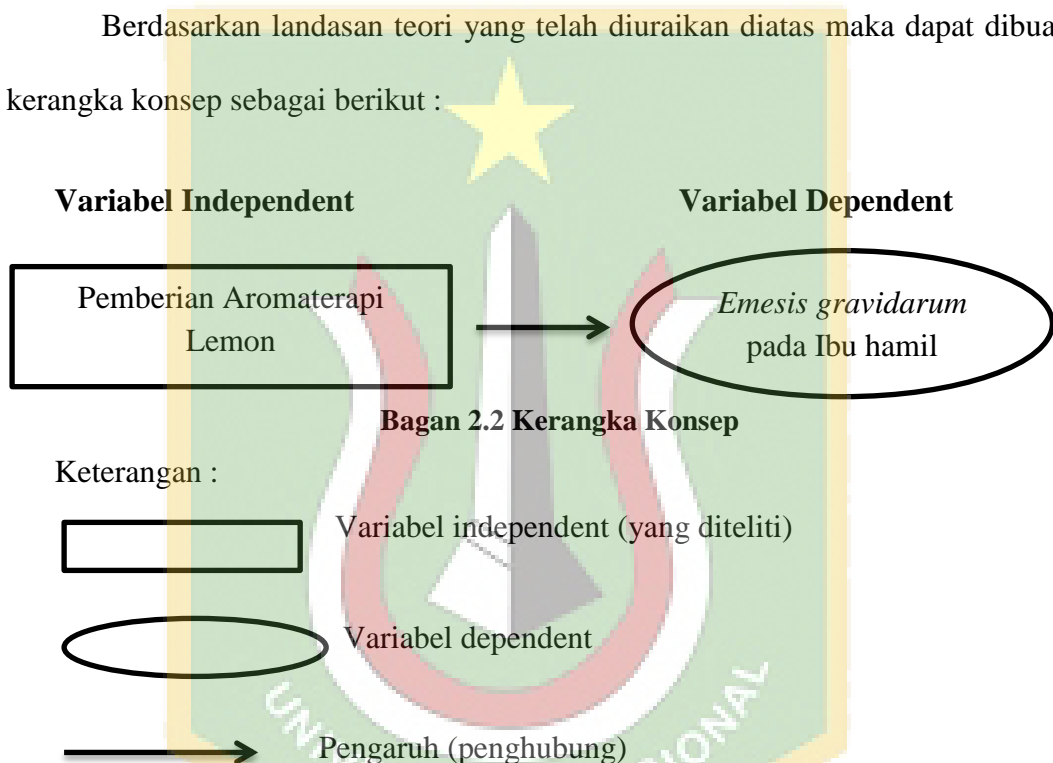 Berdasarkan landasan teori yang telah diuraikan diatas maka dapat dibua
kerangka konsep sebagai berikut :
Variabel Independent Variabel Dependent
Pemberian Aromaterapi
Lemon
Emesis gravidarum
pada Ibu hamil
Bagan 2.2 Kerangka Konsep
Keterangan :
Variabel independent (yang diteliti)
Variabel dependent
Pengaruh (penghubung)